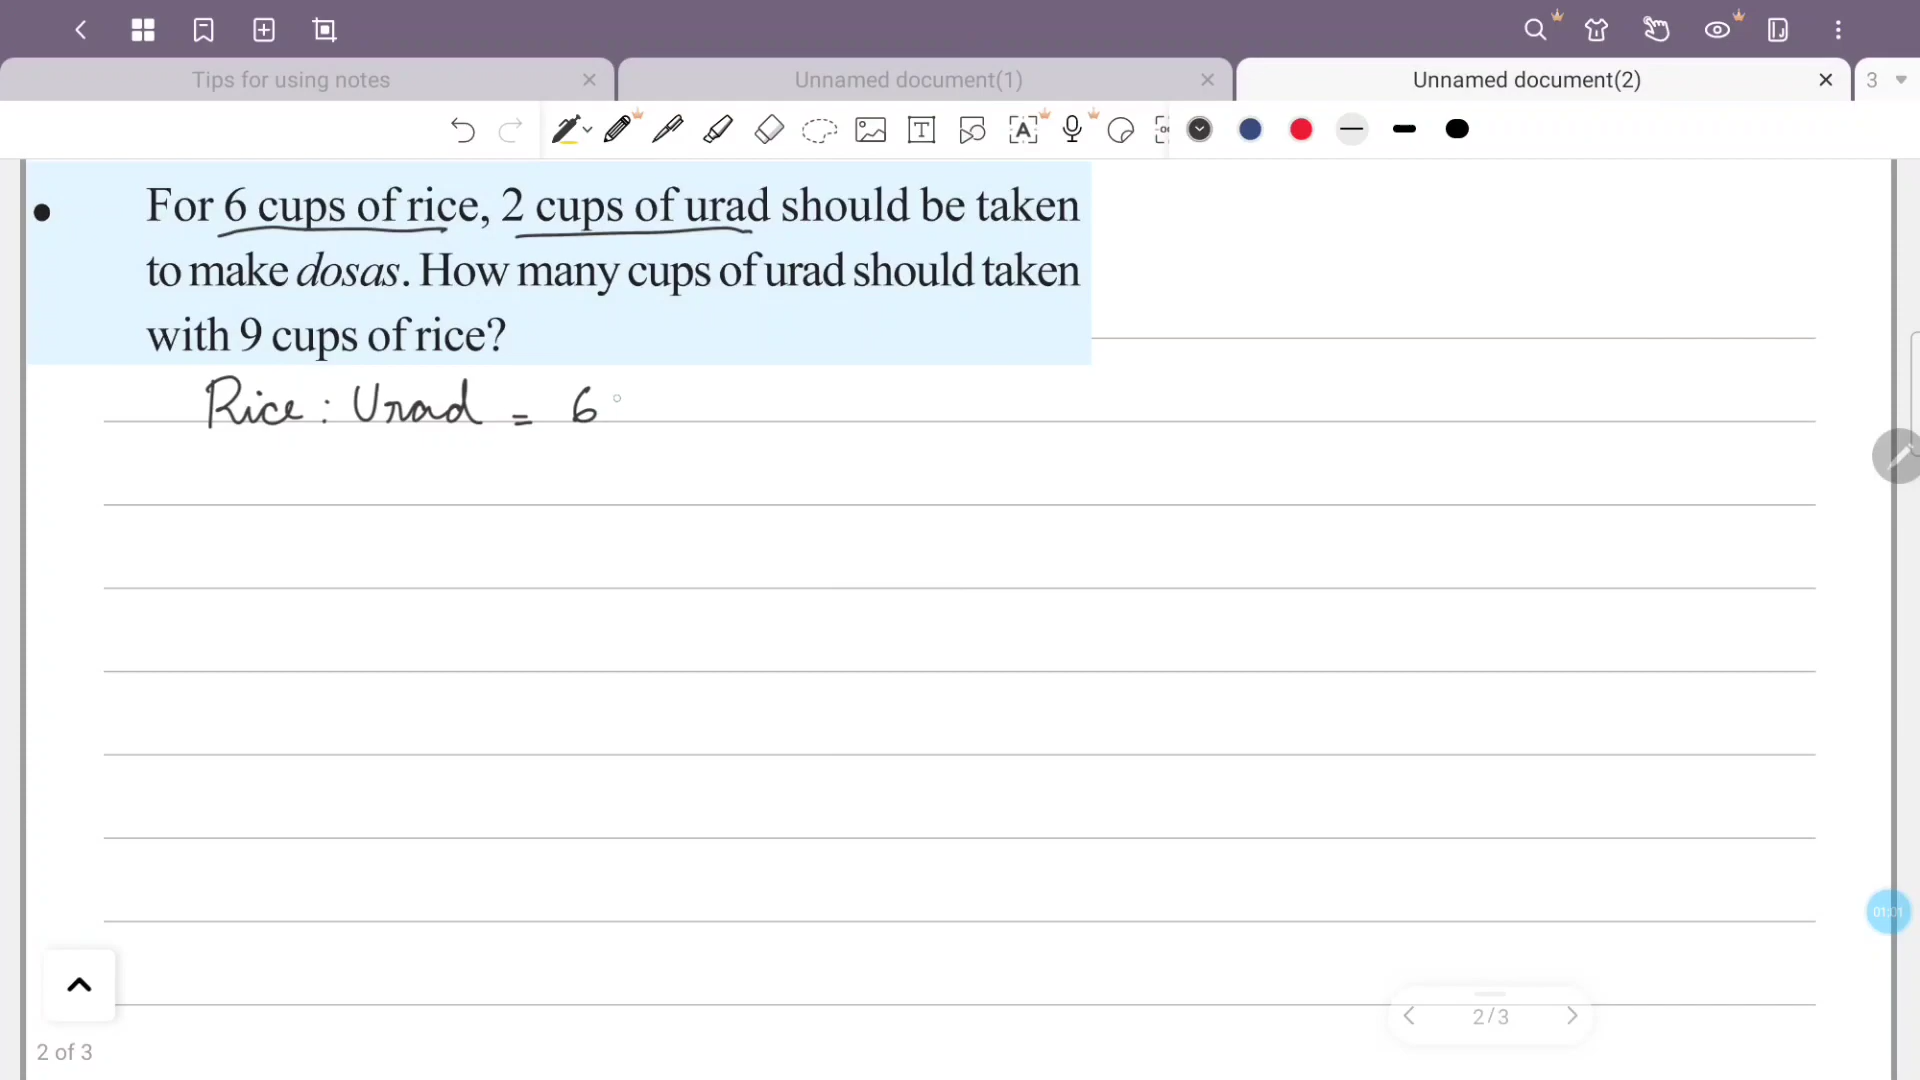 Tips for using notes
Unnamed document(1)
Unnamed document(2)
3
For 6 cups of rice, 2 cups of urad should be taken
to make dosas. How many cups of urad should taken
with 9 cups of rice?
Rice : Urad = 6
01:01
2/3
2 of 3